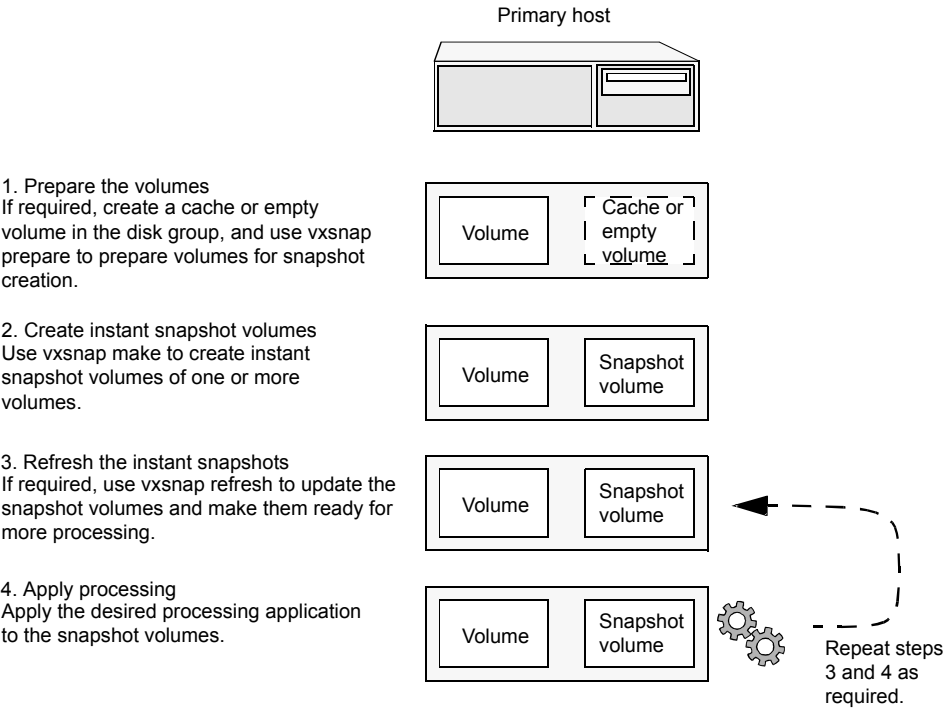 Primary host
1. Prepare the volumes
If required, create a cache or empty
volume in the disk group, and use vxsnap
prepare to prepare volumes for snapshot
creation.
Volume
Cache or
empty
volume
2. Create instant snapshot volumes
Use vxsnap make to create instant
snapshot volumes of one or more
volumes.
Volume
Snapshot
volume
3. Refresh the instant snapshots
If required, use vxsnap refresh to update the
snapshot volumes and make them ready for
more processing.
Volume
Snapshot
volume
4. Apply processing
Apply the desired processing application
to the snapshot volumes.
Volume
Snapshot
volume
Repeat steps
3 and 4 as
required.